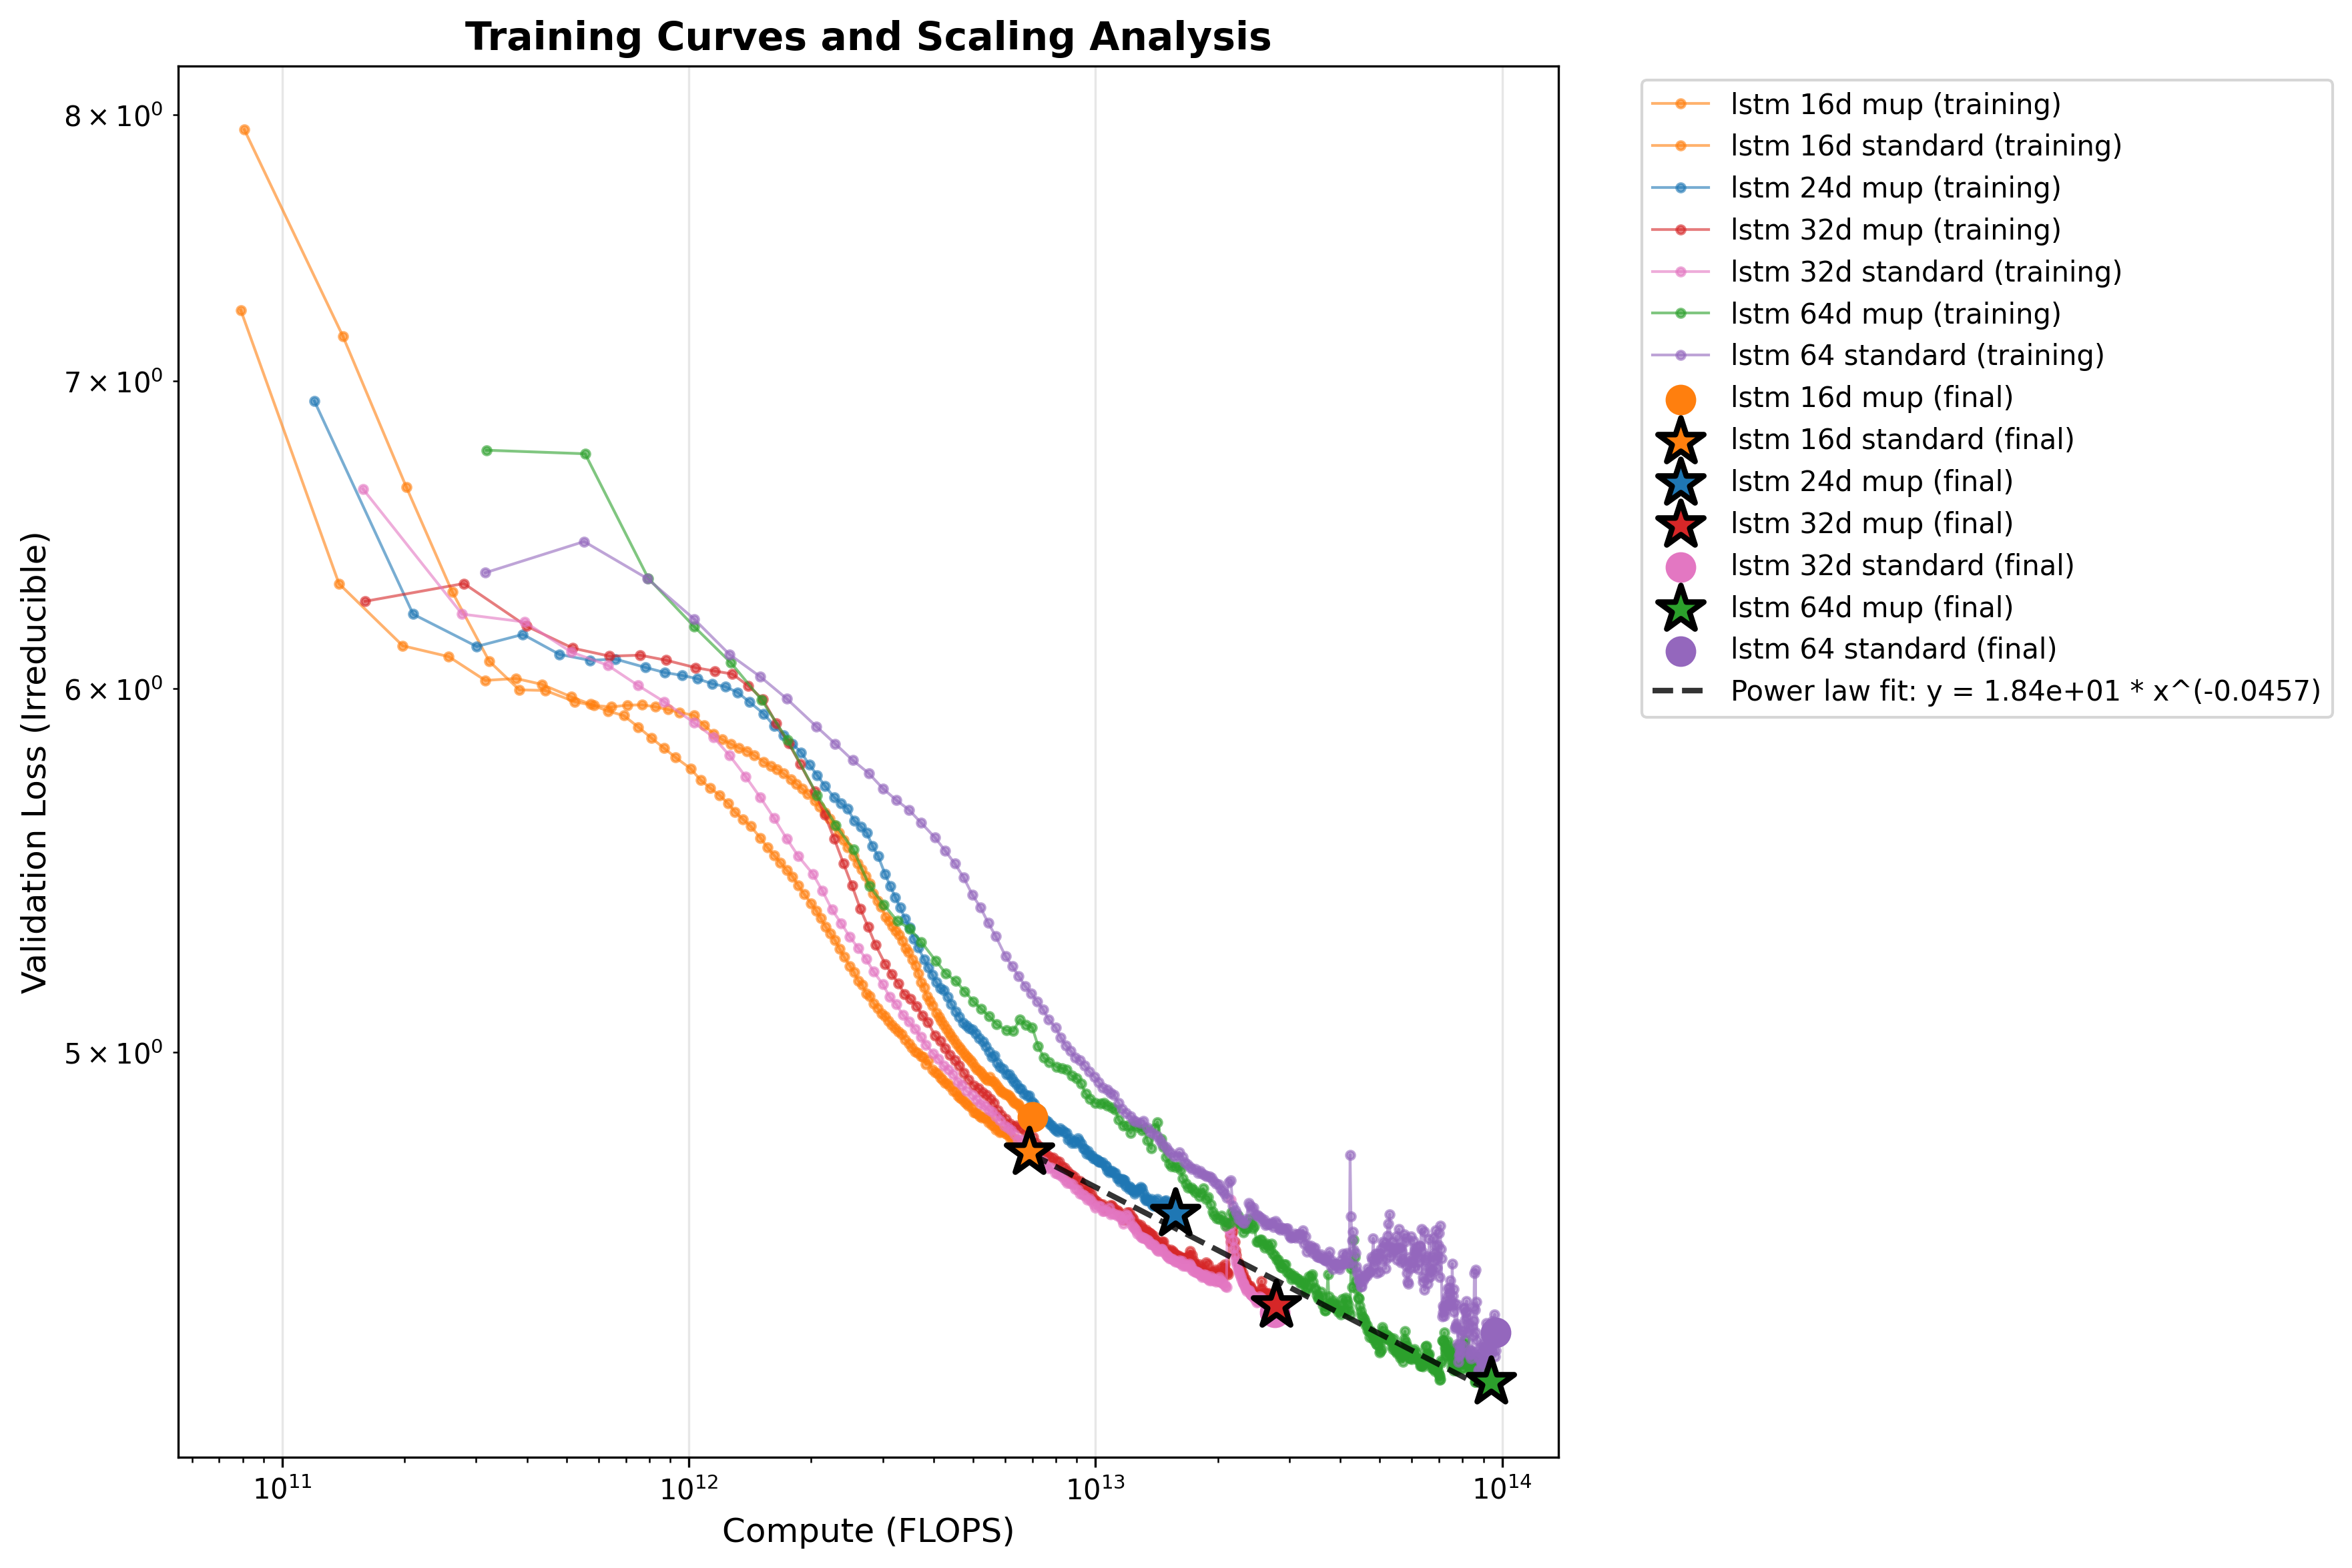 Training Curves and Scaling Analysis
8 × 10⁰
7 × 10⁰
6 × 10⁰
5 × 10⁰
Validation Loss (Irreducible)
10¹¹
10¹²
10¹³
10¹⁴
Compute (FLOPS)
lstm 16d mup (training)
lstm 16d standard (training)
lstm 24d mup (training)
lstm 32d mup (training)
lstm 32d standard (training)
lstm 64d mup (training)
lstm 64 standard (training)
lstm 16d mup (final)
lstm 16d standard (final)
lstm 24d mup (final)
lstm 32d mup (final)
lstm 32d standard (final)
lstm 64d mup (final)
lstm 64 standard (final)
Power law fit: y = 1.84e+01 * x^(-0.0457)